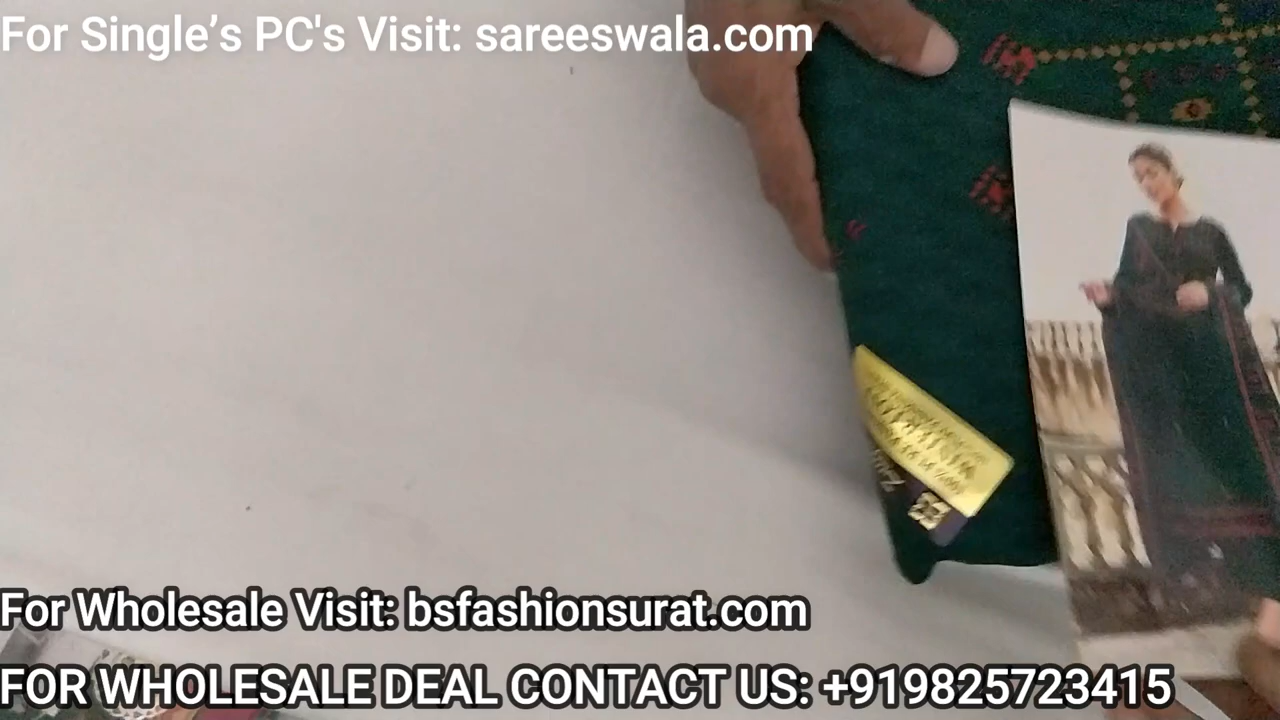 For Single’s PC's Visit: sareeswala.com
For Wholesale Visit: bsfashionsurat.com
FOR WHOLESALE DEAL CONTACT US: +919825723415